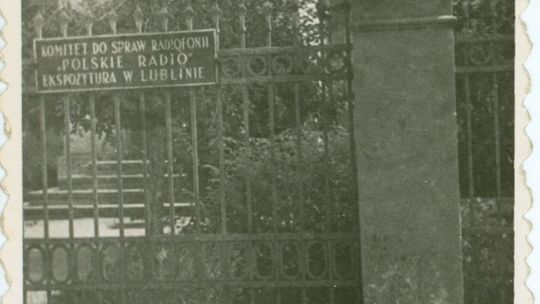 KOMITET DO SPRAW RADIOFONII
„POLSKIE RADIO"
EKSPOZYTURA W LUBLINIE